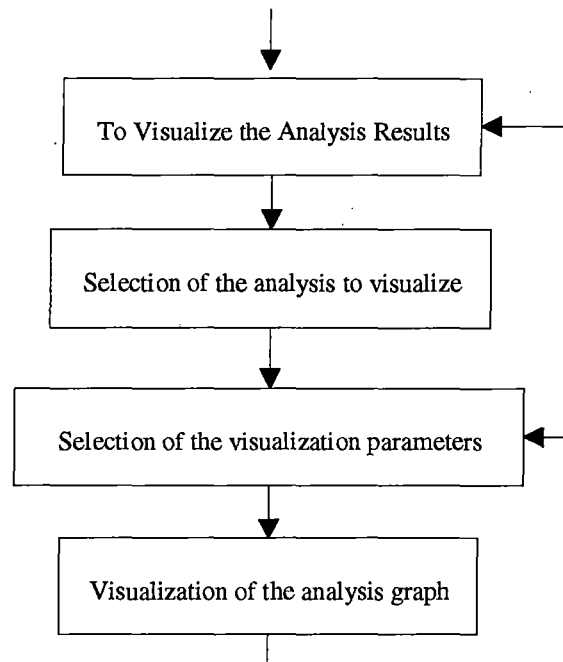 To Visualize the Analysis Results
Selection of the analysis to visualize
Selection of the visualization parameters
Visualization of the analysis graph